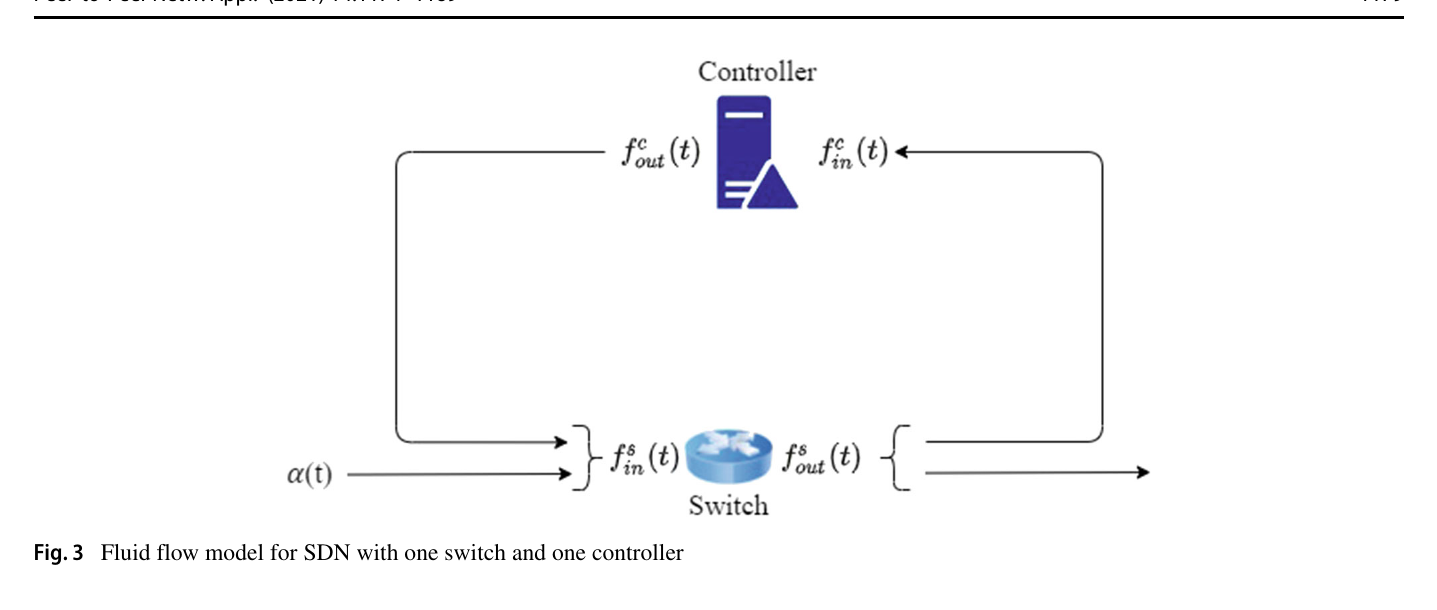 Controller
f^c_out(t) f^c_in(t)
α(t) f^s_in(t) f^s_out(t)
Switch
Fig. 3 Fluid flow model for SDN with one switch and one controller